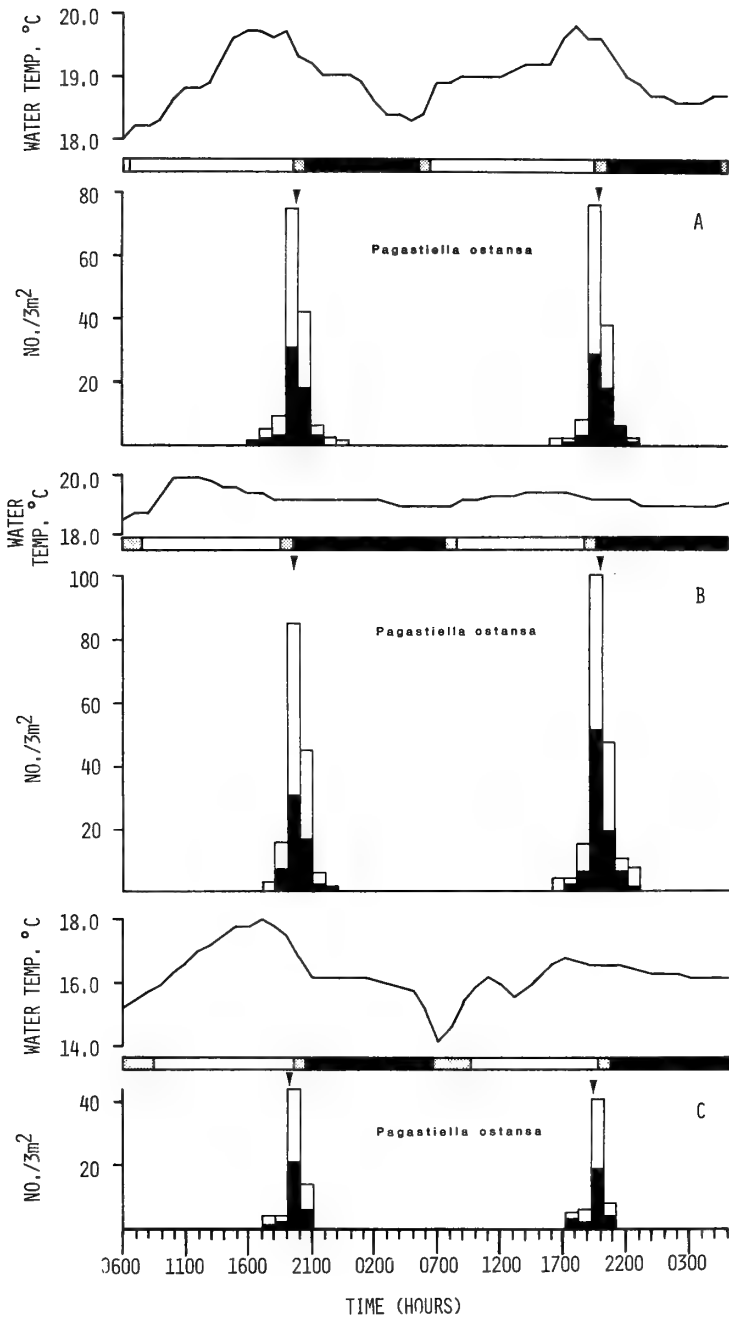 WATER TEMP. °C
20.0
19.0
18.0
NO./3m2
80
60
40
20
A
Pagastiella ostansa
WATER TEMP. °C
20.0
18.0
NO./3m2
100
80
60
40
20
B
Pagastiella ostansa
WATER TEMP. °C
18.0
16.0
14.0
NO./3m2
40
20
C
Pagastiella ostansa
0600 1100 1600 2100 0200 0700 1200 1700 2200 0300
TIME (HOURS)